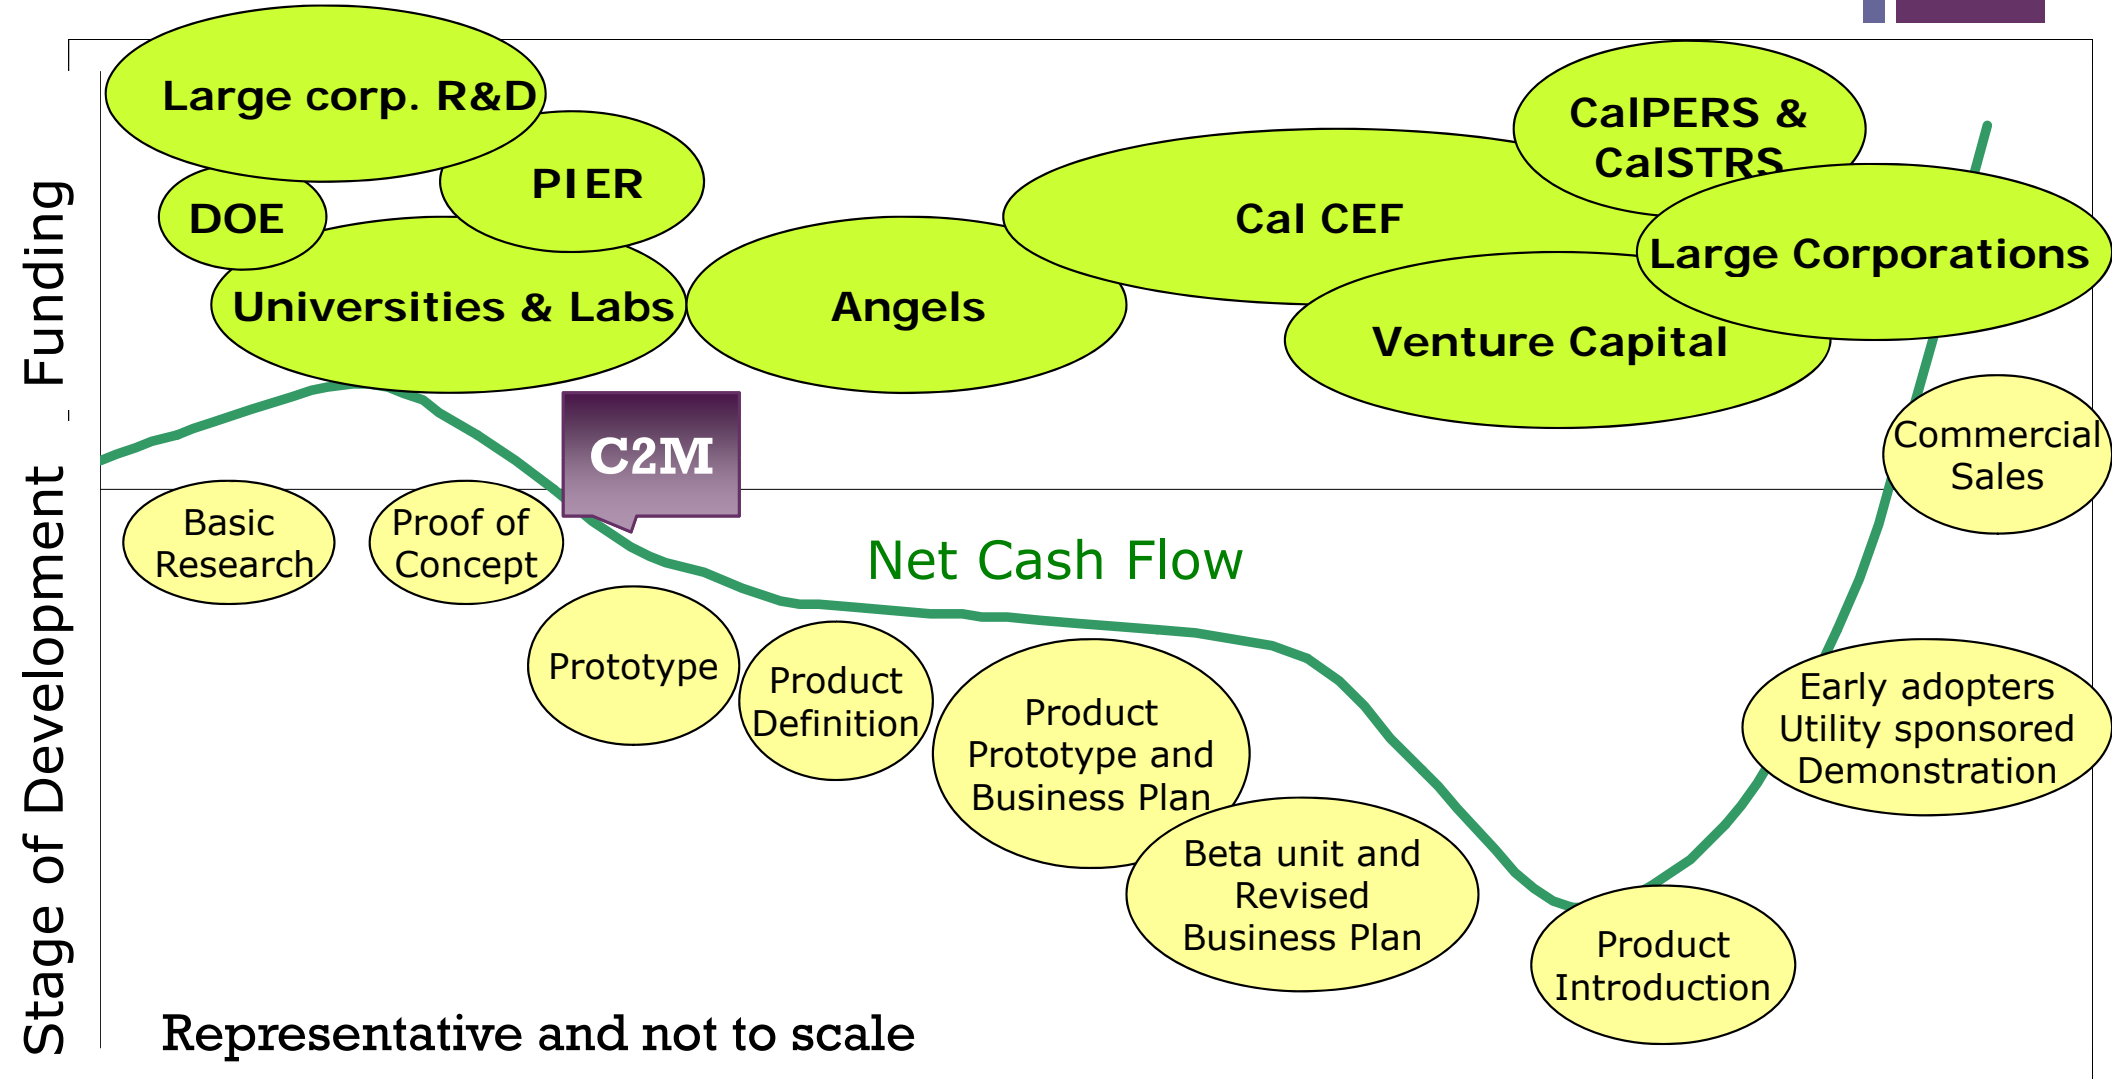 Large corp. R&D
PIER
DOE
Universities & Labs
Angels
Cal CEF
CalPERS &
CalSTRS
Large Corporations
Venture Capital
Funding
C2M
Commercial
Sales
Basic
Research
Proof of
Concept
Net Cash Flow
Prototype
Product
Definition
Product
Prototype and
Business Plan
Beta unit and
Revised
Business Plan
Product
Introduction
Early adopters
Utility sponsored
Demonstration
Stage of Development
Representative and not to scale